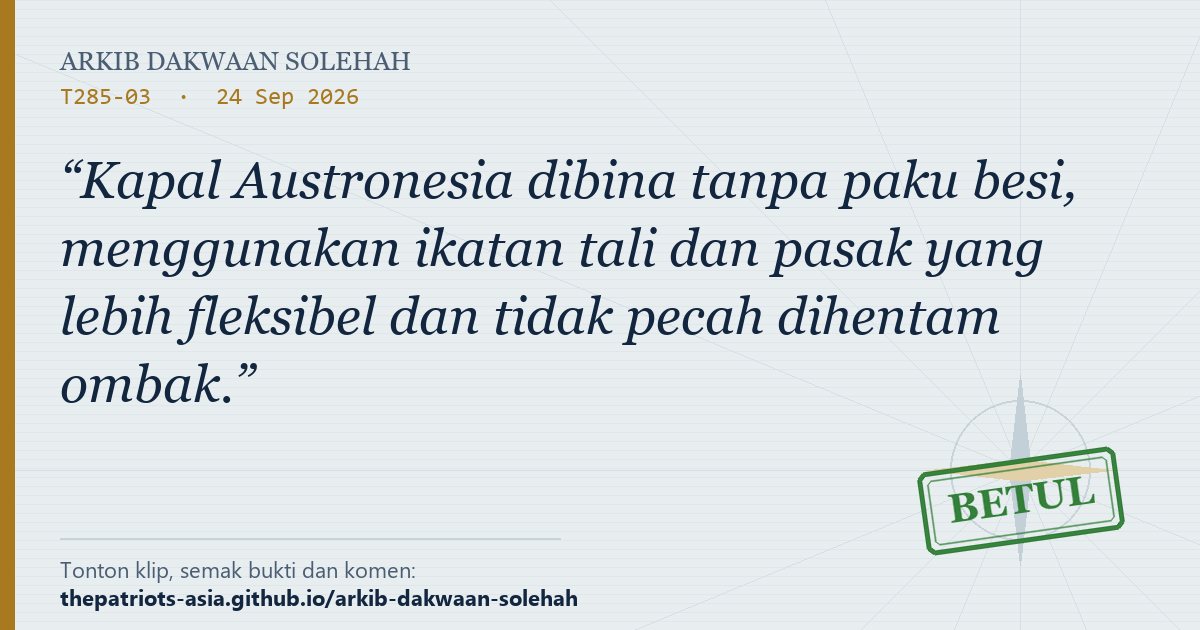 ARKIB DAKWAAN SOLEHAH
T285-03 · 24 Sep 2026
“Kapal Austronesia dibina tanpa paku besi,
menggunakan ikatan tali dan pasak yang
lebih fleksibel dan tidak pecah dihentam
ombak.”
BETUL
Tonton klip, semak bukti dan komen:
thepatriots-asia.github.io/arkib-dakwaan-solehah